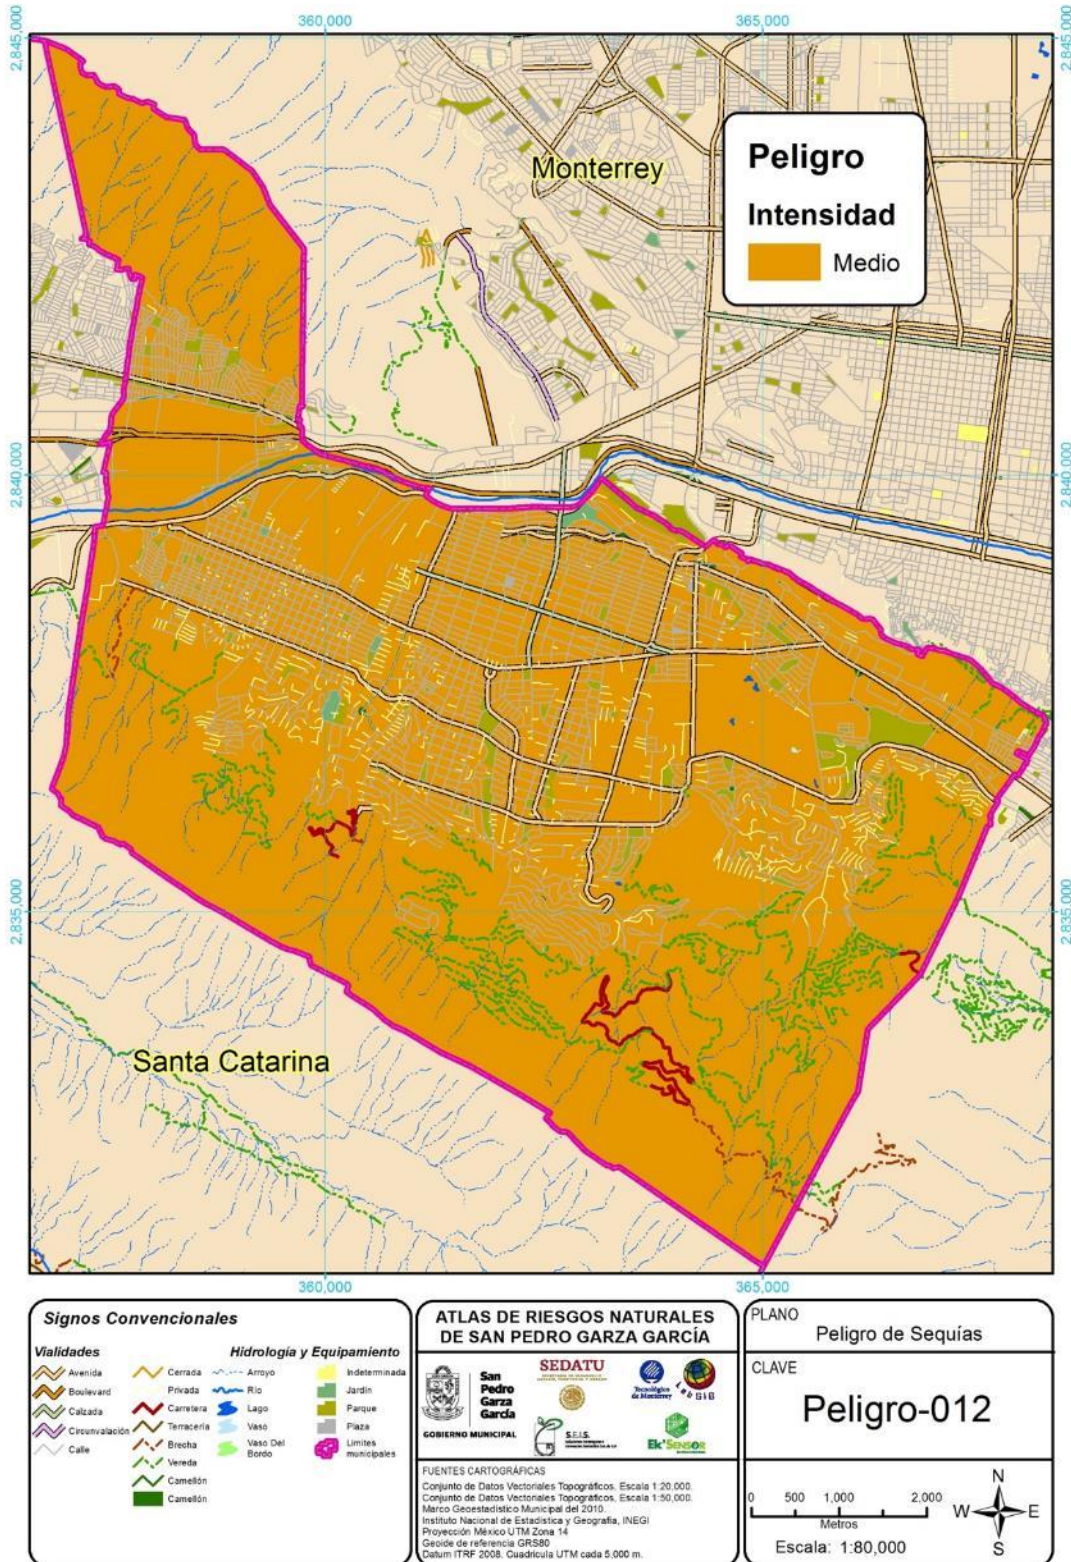 360,000
365,000
2,845,000
2,845,000
Monterrey
Peligro
Intensidad
Medio
2,840,000
2,840,000
2,835,000
2,835,000
Santa Catarina
360,000
365,000
Signos Convencionales
Vialidades
Avenida
Boulevard
Calzada
Circunvalación
Calle
Cerrada
Privada
Carretera
Terracería
Brecha
Vereda
Camellón
Camellón
Hidrología y Equipamiento
Arroyo
Río
Lago
Vaso
Vaso Del
Bordo
Indeterminada
Jardín
Parque
Plaza
Limites
municipales
ATLAS DE RIESGOS NATURALES
DE SAN PEDRO GARZA GARCÍA
San
Pedro
Garza
García
GOBIERNO MUNICIPAL
SEDATU
Tecnológico
de Monterrey
LabSIG
S.E.I.S.
Ek'SENSOR
FUENTES CARTOGRÁFICAS
Conjunto de Datos Vectoriales Topográficos, Escala 1:20,000.
Conjunto de Datos Vectoriales Topográficos, Escala 1:50,000.
Marco Geoestadístico Municipal del 2010.
Instituto Nacional de Estadística y Geografía, INEGI
Proyección México UTM Zona 14
Geoide de referencia GRS80
Datum ITRF 2008, Cuadrícula UTM cada 5,000 m.
PLANO
Peligro de Sequías
CLAVE
Peligro-012
0 500 1,000 2,000
Metros
Escala: 1:80,000
N
W E
S